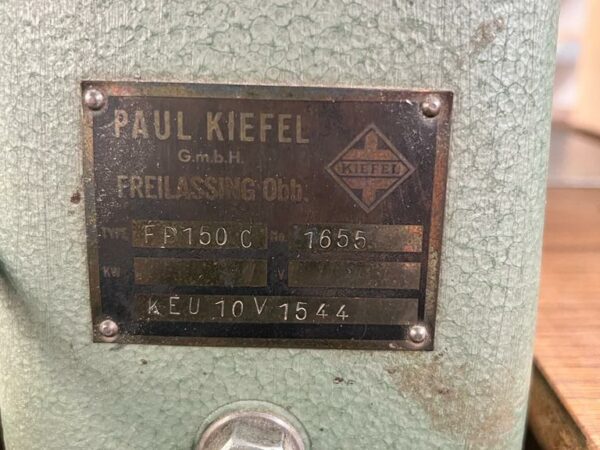 PAUL KIEFEL
G.m.b.H.
KIEFEL
FREILASSING Obb.
TYPE FP150 C No. 1655
KW V
KEU 10 V 1544